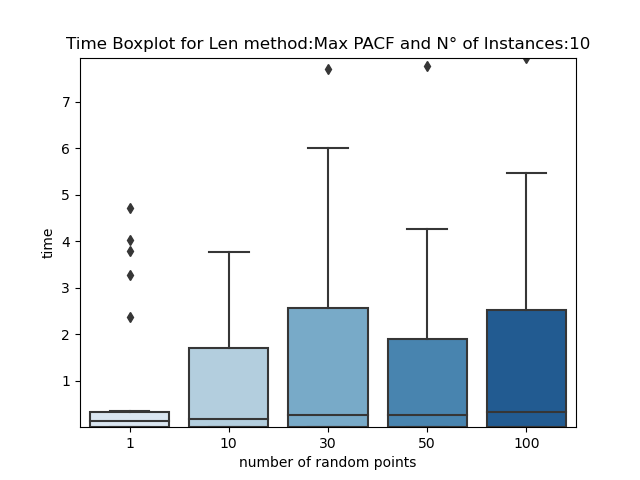 Time Boxplot for Len method:Max PACF and N° of Instances:10
7
6
5
4
3
2
1
time
1 10 30 50 100
number of random points